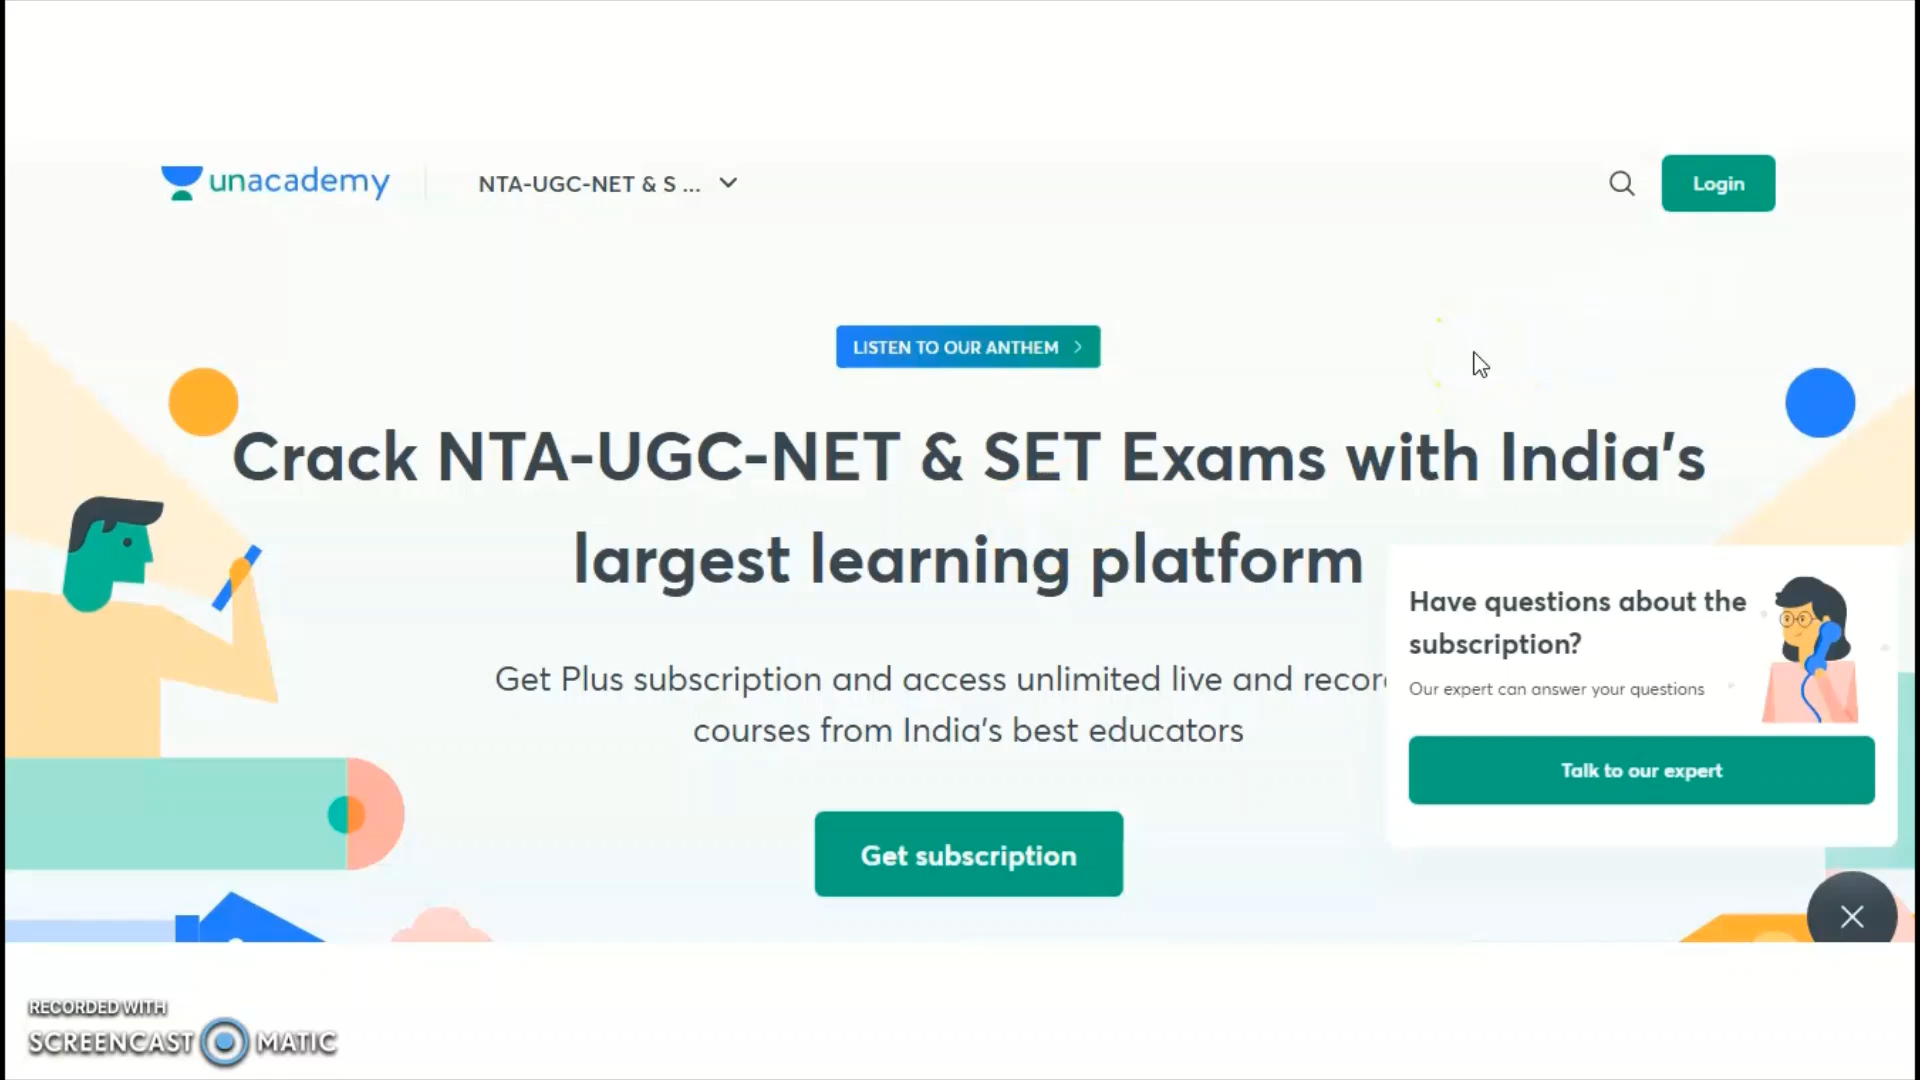 unacademy
NTA-UGC-NET & S ...
Login
LISTEN TO OUR ANTHEM
Crack NTA-UGC-NET & SET Exams with India's
largest learning platform
Get Plus subscription and access unlimited live and
courses from India's best educators
Get subscription
Have questions about the
subscription?
Our expert can answer your questions
Talk to our expert
RECORDED WITH
SCREENCAST MATIC